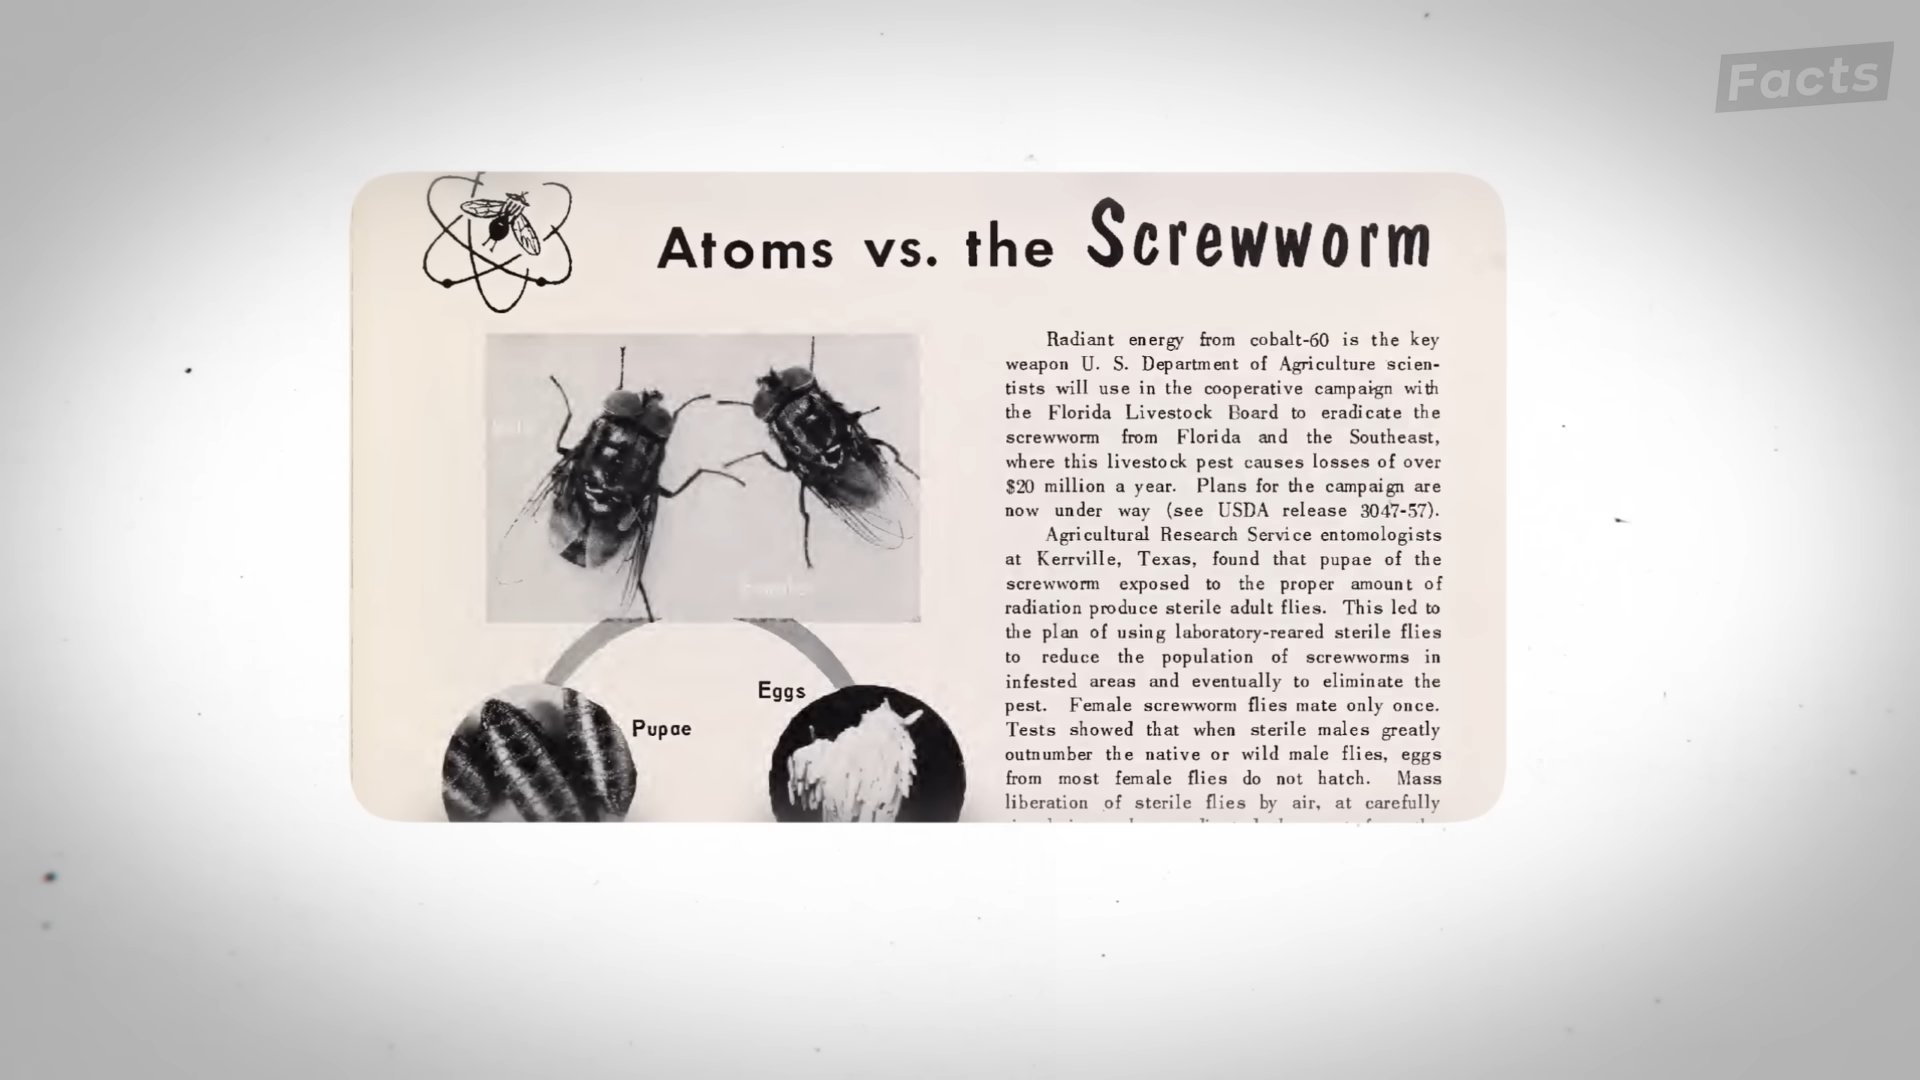 Facts
Atoms vs. the Screwworm
Radiant energy from cobalt-60 is the key
weapon U. S. Department of Agriculture scien-
tists will use in the cooperative campaign with
the Florida Livestock Board to eradicate the
screwworm from Florida and the Southeast,
where this livestock pest causes losses of over
$20 million a year. Plans for the campaign are
now under way (see USDA release 3047-57).
Agricultural Research Service entomologists
at Kerrville, Texas, found that pupae of the
screwworm exposed to the proper amount of
radiation produce sterile adult flies. This led to
the plan of using laboratory-reared sterile flies
to reduce the population of screwworms in
infested areas and eventually to eliminate the
pest. Female screwworm flies mate only once.
Tests showed that when sterile males greatly
outnumber the native or wild male flies, eggs
from most female flies do not hatch. Mass
liberation of sterile flies by air, at carefully
Eggs
Pupae